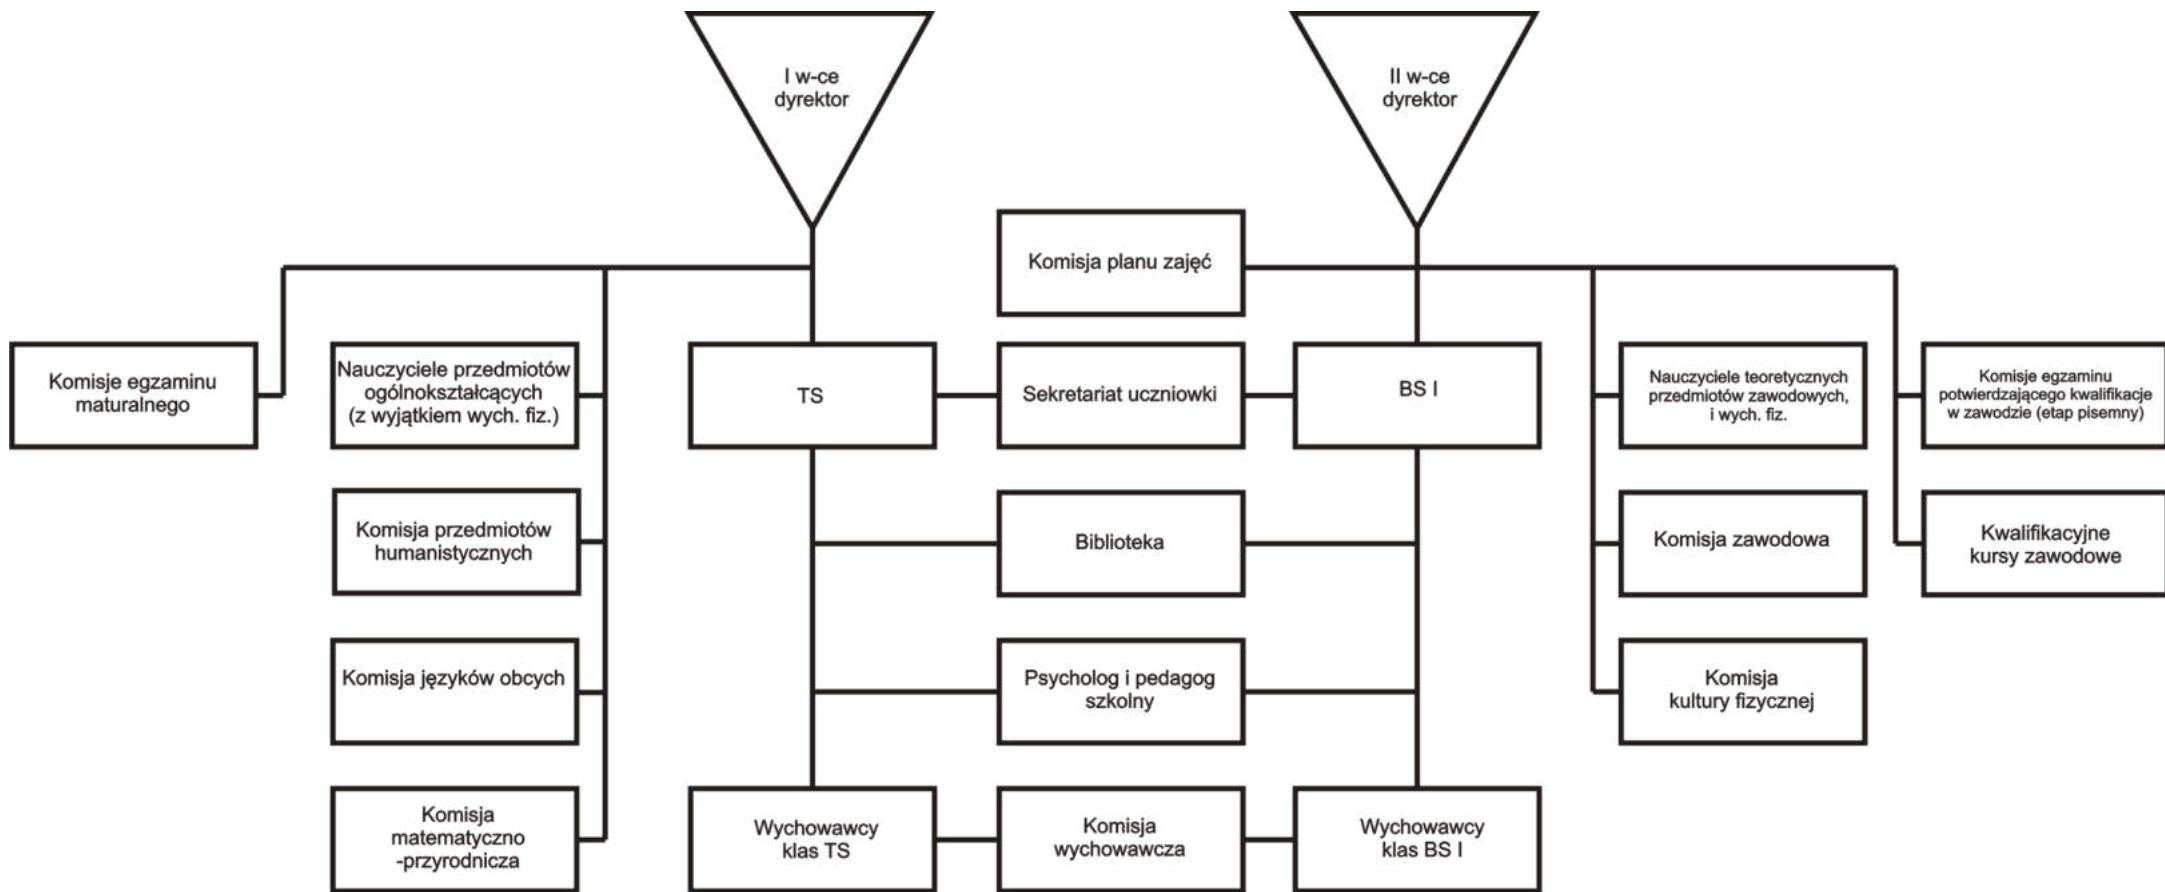 I w-ce
dyrektor
II w-ce
dyrektor
Komisja planu zajęć
Komisje egzaminu
maturalnego
Nauczyciele przedmiotów
ogólnokształcących
(z wyjątkiem wych. fiz.)
TS
Sekretariat uczniowki
BS I
Nauczyciele teoretycznych
przedmiotów zawodowych,
i wych. fiz.
Komisje egzaminu
potwierdzającego kwalifikacje
w zawodzie (etap pisemny)
Komisja przedmiotów
humanistycznych
Biblioteka
Komisja zawodowa
Kwalifikacyjne
kursy zawodowe
Komisja języków obcych
Psycholog i pedagog
szkolny
Komisja
kultury fizycznej
Komisja
matematyczno
-przyrodnicza
Wychowawcy
klas TS
Komisja
wychowawcza
Wychowawcy
klas BS I